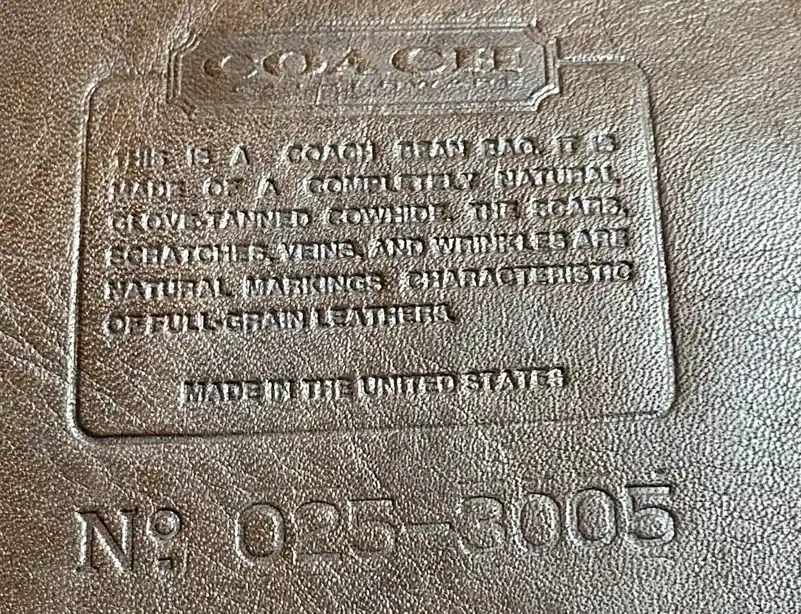 COACH
THIS IS A COACH BEAN BAG. IT IS
MADE OF A COMPLETELY NATURAL
GLOVE-TANNED COWHIDE. THE SCARS,
SCRATCHES, VEINS, AND WRINKLES ARE
NATURAL MARKINGS CHARACTERISTIC
OF FULL-GRAIN LEATHERS.
MADE IN THE UNITED STATES
Nº. 025-3005